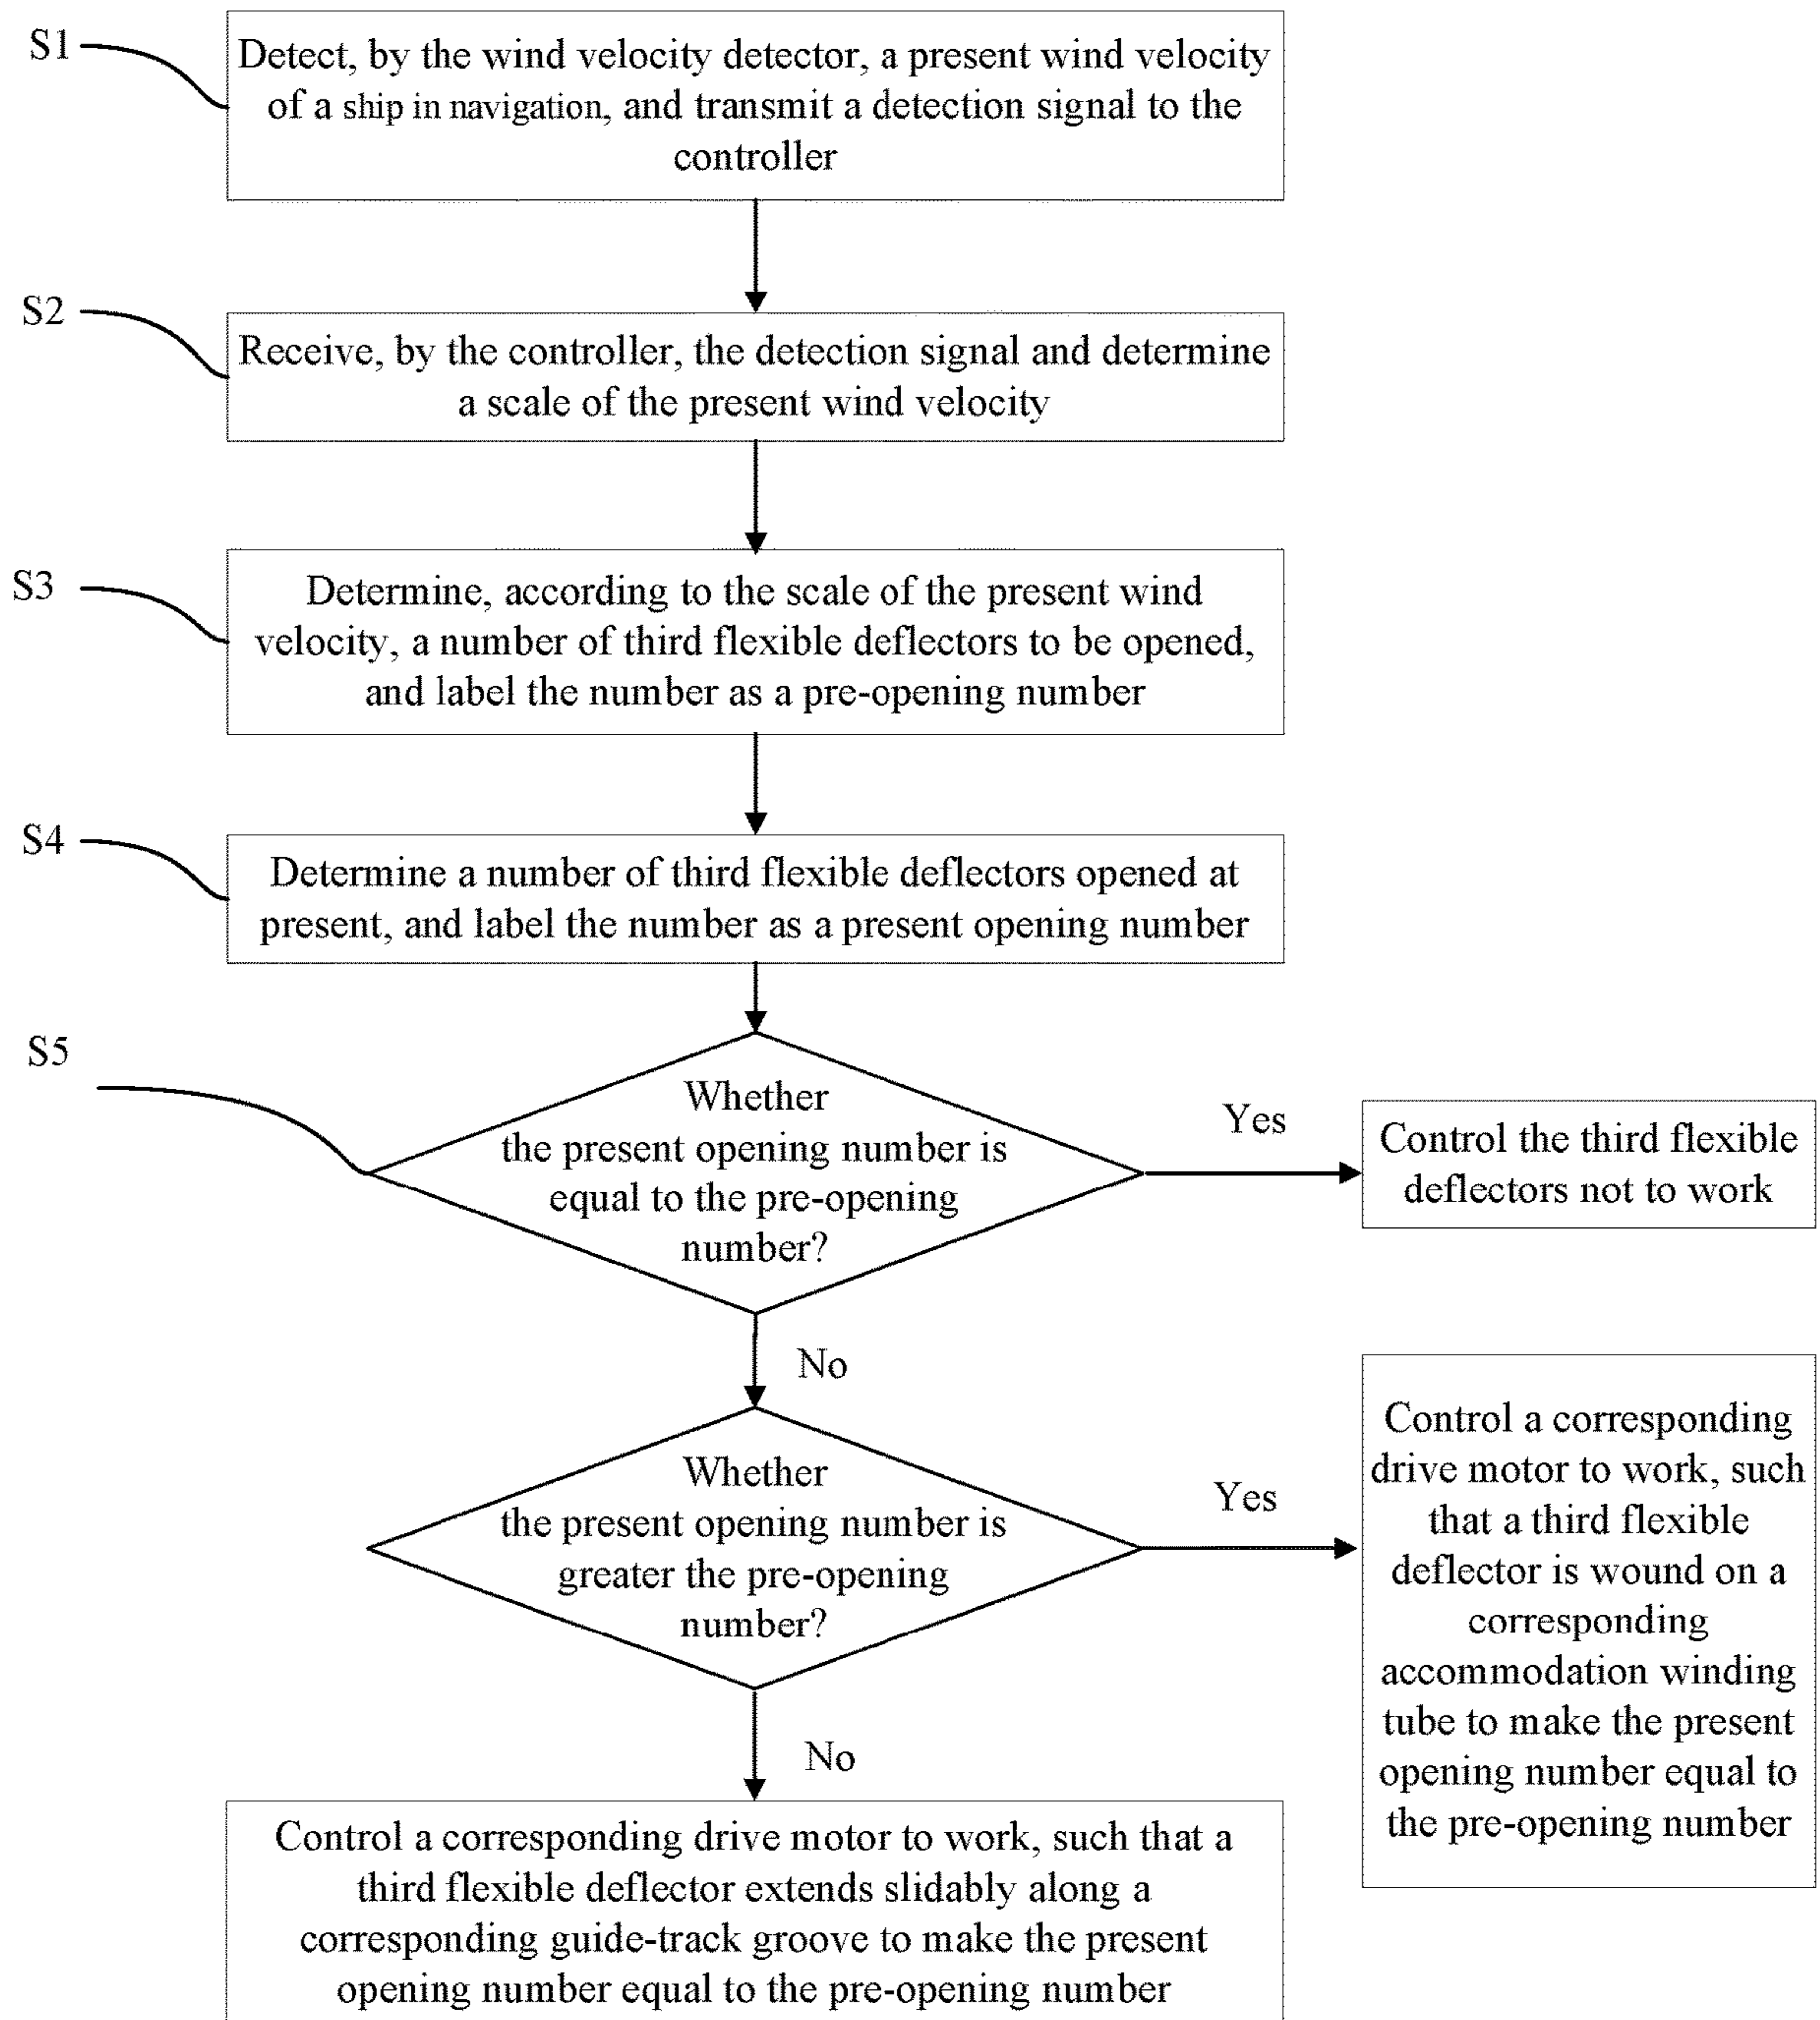 S1
Detect, by the wind velocity detector, a present wind velocity
of a ship in navigation, and transmit a detection signal to the
controller
S2
Receive, by the controller, the detection signal and determine
a scale of the present wind velocity
S3
Determine, according to the scale of the present wind
velocity, a number of third flexible deflectors to be opened,
and label the number as a pre-opening number
S4
Determine a number of third flexible deflectors opened at
present, and label the number as a present opening number
S5
Whether
the present opening number is
equal to the pre-opening
number?
Yes
Control the third flexible
deflectors not to work
No
Whether
the present opening number is
greater the pre-opening
number?
Yes
Control a corresponding
drive motor to work, such
that a third flexible
deflector is wound on a
corresponding
accommodation winding
tube to make the present
opening number equal to
the pre-opening number
No
Control a corresponding drive motor to work, such that a
third flexible deflector extends slidably along a
corresponding guide-track groove to make the present
opening number equal to the pre-opening number